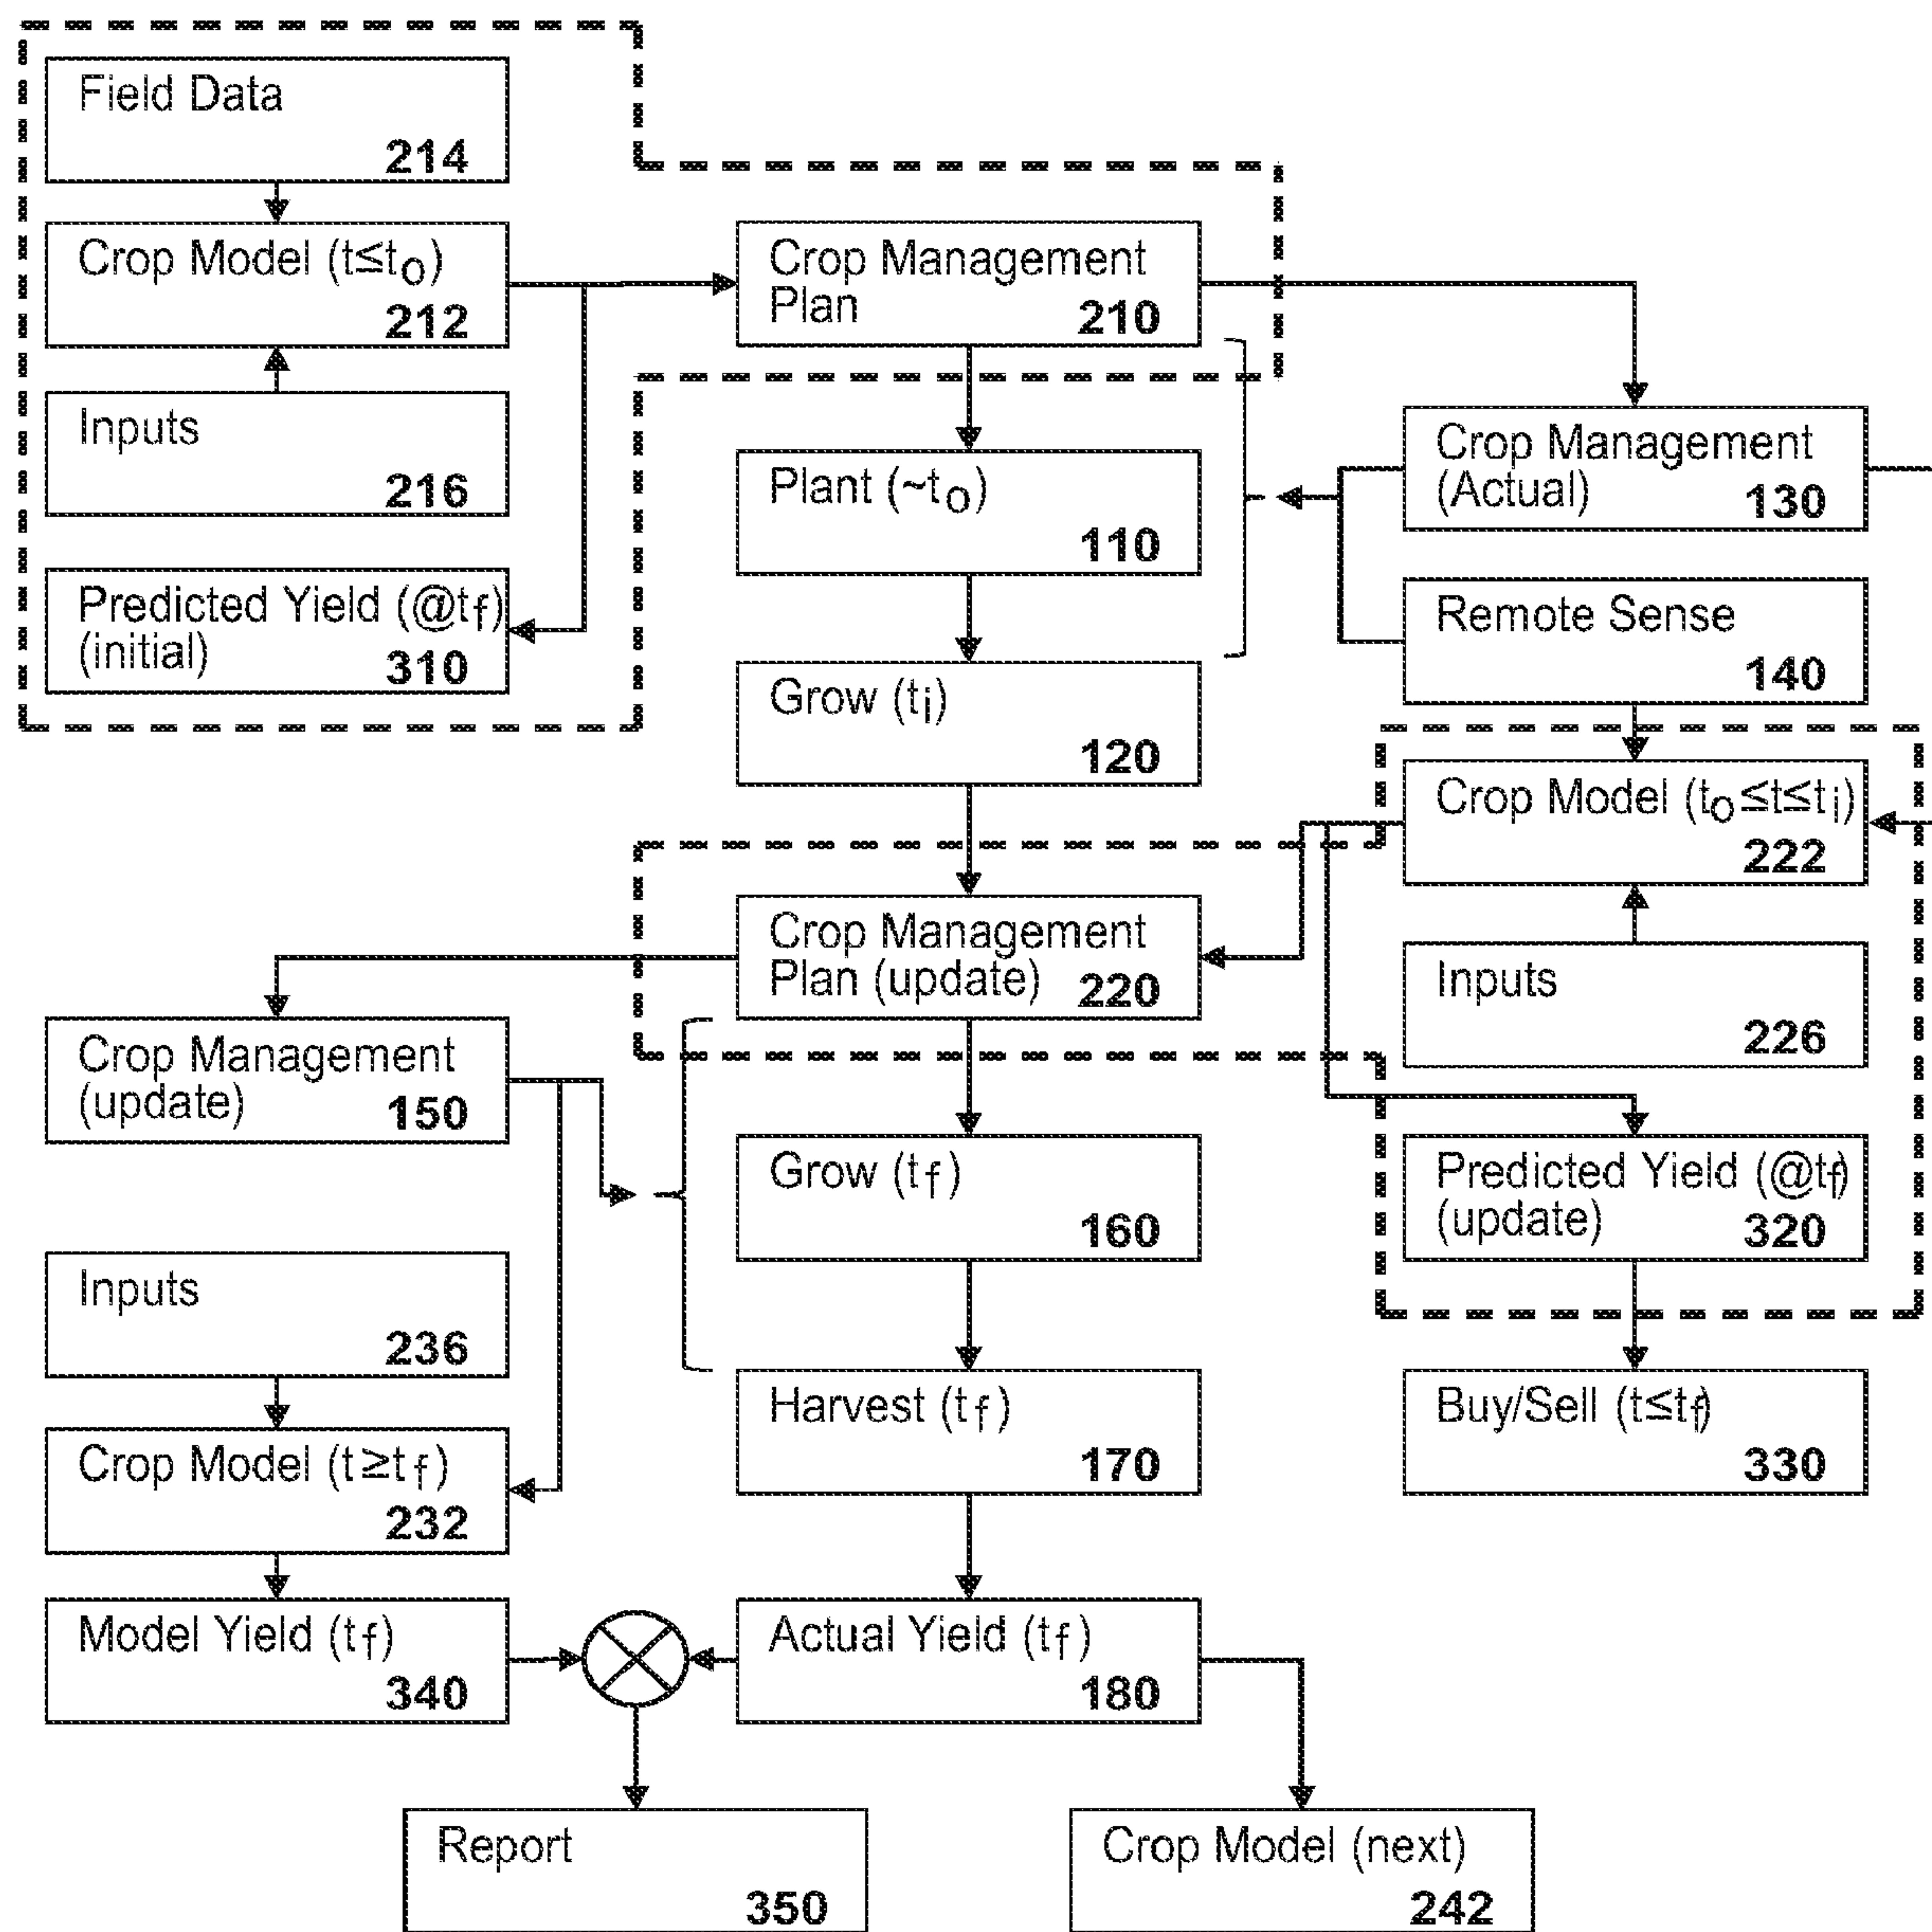 Field Data
214
Crop Model (t≤to)
212
Inputs
216
Predicted Yield (@tf)
(initial)
310
Crop Management
Plan
210
Plant (~to)
110
Grow (ti)
120
Crop Management
(Actual)
130
Remote Sense
140
Crop Model (to≤t≤ti)
222
Inputs
226
Crop Management
Plan (update)
220
Crop Management
(update)
150
Grow (tf)
160
Predicted Yield (@tf)
(update)
320
Inputs
236
Harvest (tf)
170
Buy/Sell (t≤tf)
330
Crop Model (t≥tf)
232
Model Yield (tf)
340
Actual Yield (tf)
180
Report
350
Crop Model (next)
242